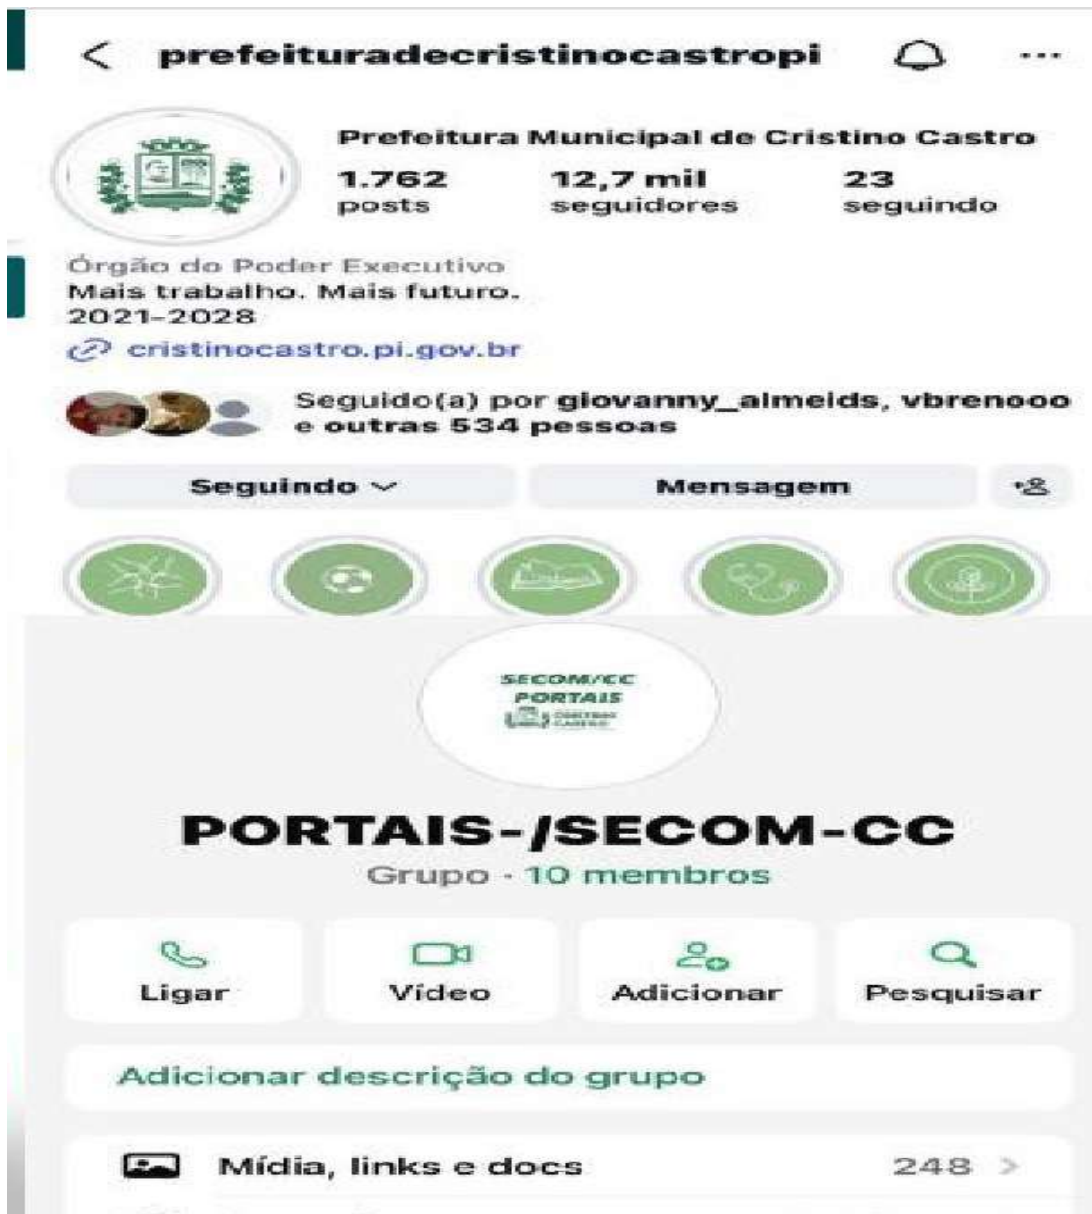 prefeituradecristinocastropi
Prefeitura Municipal de Cristino Castro
1.762 12,7 mil 23
posts seguidores seguindo
Órgão do Poder Executivo
Mais trabalho. Mais futuro.
2021-2028
cristinocastro.pi.gov.br
Seguido(a) por giovanny_almeids, vbrenooo
e outras 534 pessoas
Seguindo Mensagem
SECOM/CC
PORTAIS
CRISTINO
CASTRO
PORTAIS-/SECOM-CC
Grupo · 10 membros
Ligar Vídeo Adicionar Pesquisar
Adicionar descrição do grupo
Mídia, links e docs 248